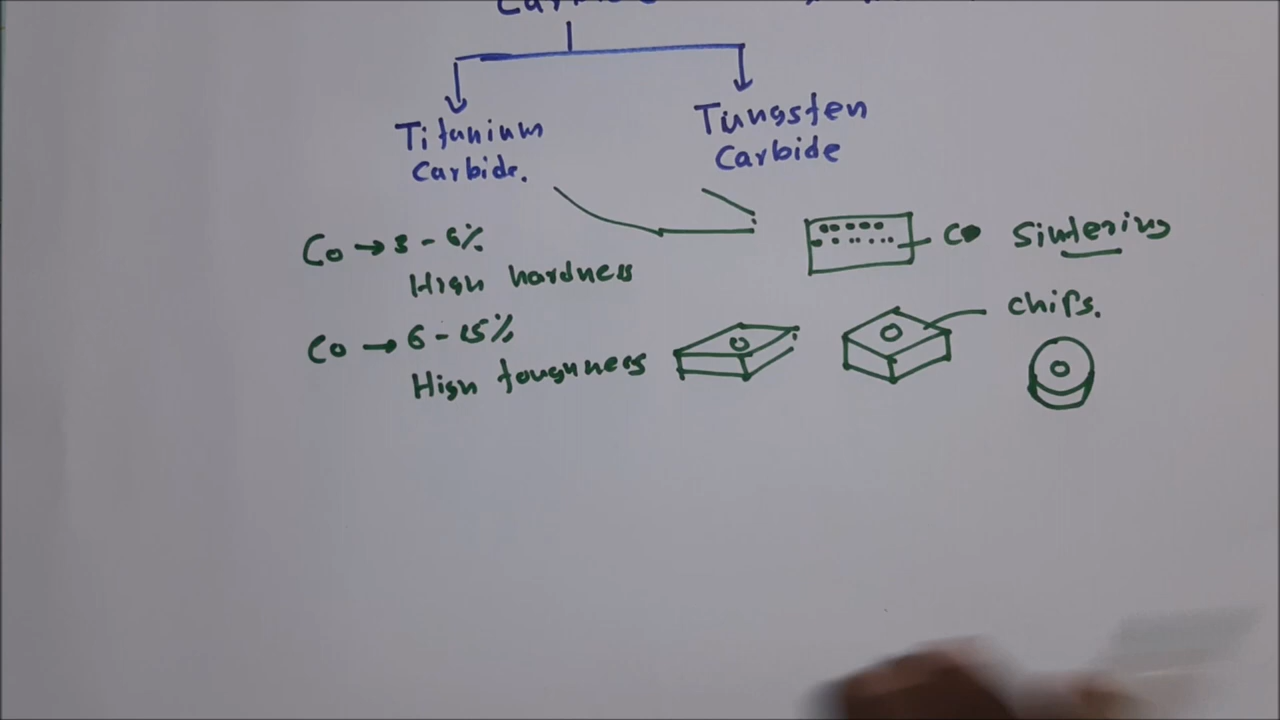 Titanium
Carbide.
Tungsten
Carbide
Co → 3 - 6%
High hardness
Co → 6 - 15%
High toughness
Co Sintering
chips.